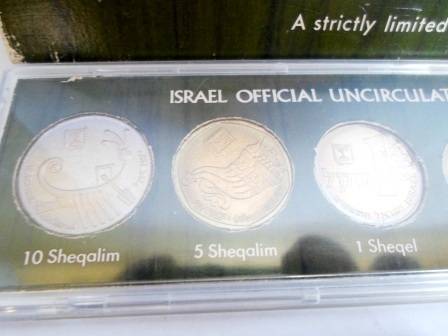 A strictly limited
ISRAEL OFFICIAL UNCIRCULAT
10 Sheqalim
5 Sheqalim
1 Sheqel